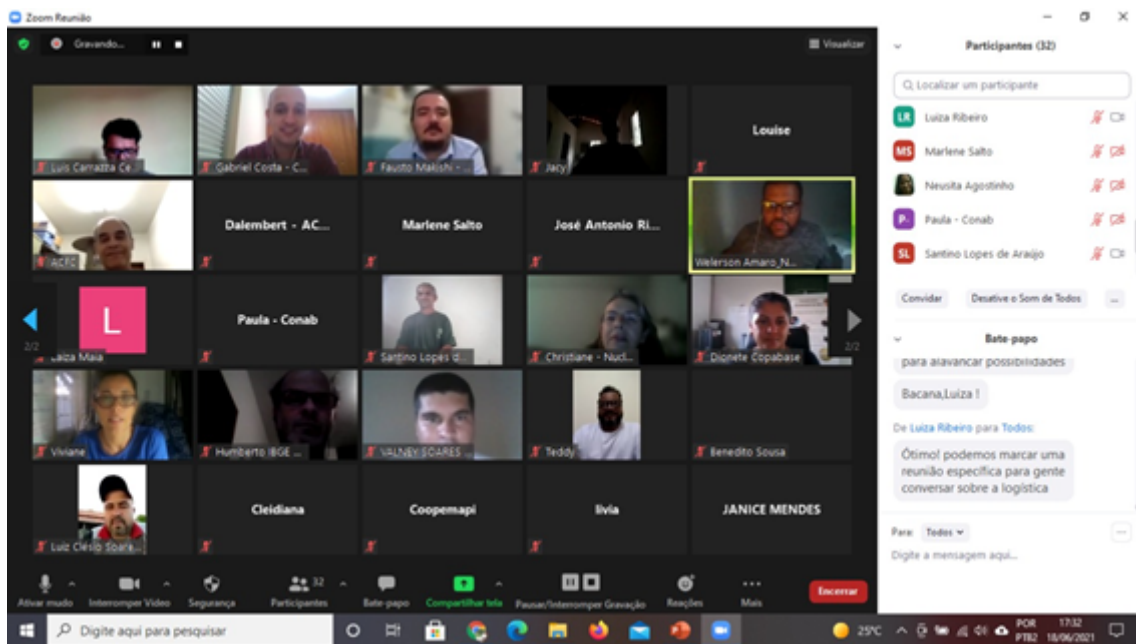 Zoom Reunião
Gravando...
Visualizar
Luis Carrazza Ce...
Gabriel Costa - C...
Fausto Makishi - ...
Jacy
Louise
ACFC
Dalembert - AC...
Marlene Salto
José Antonio Ri...
Welerson Amaro_N...
2/2
L
Laiza Maia
Paula - Conab
Santino Lopes d...
Christiane - Nucl...
Dionete Copabase
2/2
Viviane
Humberto IBGE ...
VALNEY SOARES ...
Teddy
Benedito Sousa
Luiz Clésio Soare...
Cleidiana
Coopemapi
livia
JANICE MENDES
Ativar mudo
Interromper Vídeo
Segurança
32
Participantes
Bate-papo
Compartilhar tela
Pausar/Interromper Gravação
Reações
Mais
Encerrar
Participantes (32)
Localizar um participante
LR Luiza Ribeiro
MS Marlene Salto
Neusita Agostinho
P- Paula - Conab
SL Santino Lopes de Araújo
Convidar
Desative o Som de Todos
...
Bate-papo
para alavancar possibilidades
Bacana,Luiza !
De Luiza Ribeiro para Todos:
Ótimo! podemos marcar uma
reunião específica para gente
conversar sobre a logística
Para: Todos
Digite a mensagem aqui...
Digite aqui para pesquisar
25°C
POR
PTB2
17:32
18/06/2021